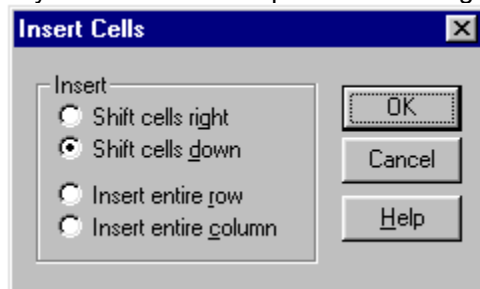 Insert Cells
Insert
Shift cells right
Shift cells down
Insert entire row
Insert entire column
OK
Cancel
Help